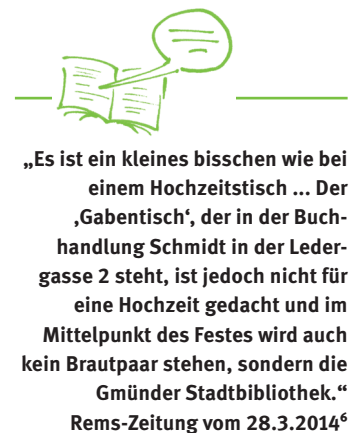 „Es ist ein kleines bisschen wie bei
einem Hochzeitstisch ... Der
‚Gabentisch‘, der in der Buch-
handlung Schmidt in der Leder-
gasse 2 steht, ist jedoch nicht für
eine Hochzeit gedacht und im
Mittelpunkt des Festes wird auch
kein Brautpaar stehen, sondern die
Gmünder Stadtbibliothek.“
Rems-Zeitung vom 28.3.2014⁶